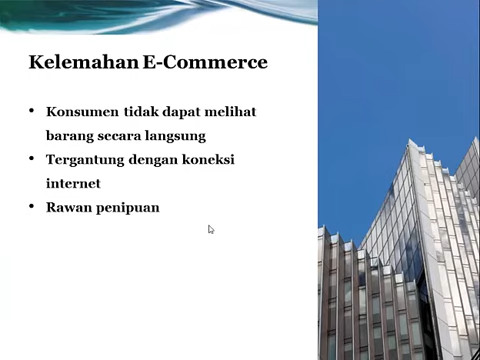 Kelemahan E-Commerce
• Konsumen tidak dapat melihat
barang secara langsung
• Tergantung dengan koneksi
internet
• Rawan penipuan